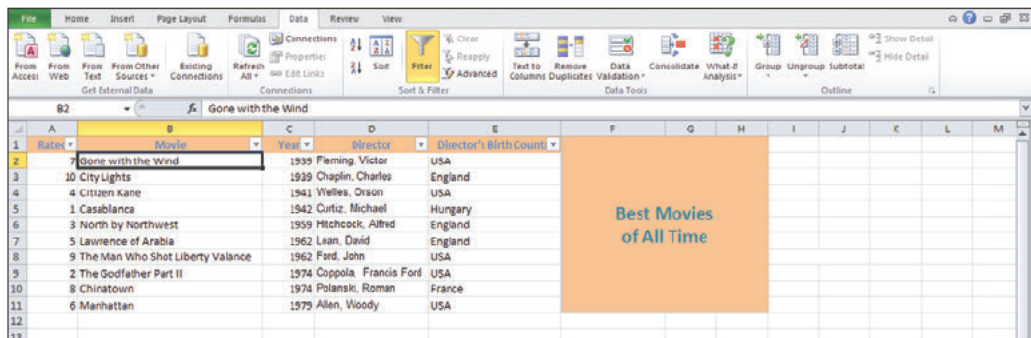 File Home Insert Page Layout Formulas Data Review View
From Access From Web From Text From Other Sources Existing Connections Refresh All Connections Properties Edit Links Sort Filter Clear Reapply Advanced Text to Columns Remove Duplicates Data Validation Consolidate What-If Analysis Group Ungroup Subtotal Show Detail Hide Detail
Get External Data Connections Sort & Filter Data Tools Outline
B2 fx Gone with the Wind
A B C D E F G H I J K L M
1 Rated Movie Year Director Director's Birth Count
2 7 Gone with the Wind 1939 Fleming, Victor USA
3 10 City Lights 1939 Chaplin, Charles England
4 4 Citizen Kane 1941 Welles, Orson USA
5 1 Casablanca 1942 Curtiz, Michael Hungary
6 3 North by Northwest 1959 Hitchcock, Alfred England
7 5 Lawrence of Arabia 1962 Lean, David England
8 9 The Man Who Shot Liberty Valance 1962 Ford, John USA
9 2 The Godfather Part II 1974 Coppola, Francis Ford USA
10 8 Chinatown 1974 Polanski, Roman France
11 6 Manhattan 1979 Allen, Woody USA
12
13
Best Movies
of All Time